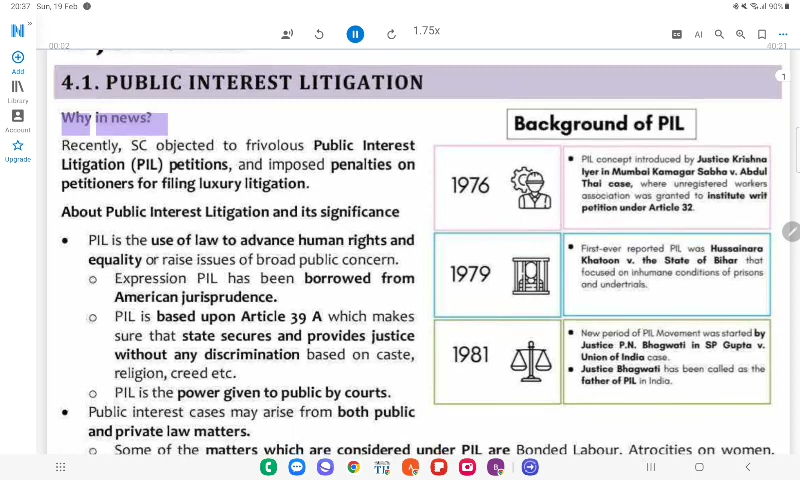 20:37 Sun, 19 Feb
90%
1.75x
00:02
40:21
AI
Add
Library
Account
Upgrade
1
4.1. PUBLIC INTEREST LITIGATION
Why in news?
Recently, SC objected to frivolous Public Interest
Litigation (PIL) petitions, and imposed penalties on
petitioners for filing luxury litigation.
About Public Interest Litigation and its significance
• PIL is the use of law to advance human rights and
equality or raise issues of broad public concern.
o Expression PIL has been borrowed from
American jurisprudence.
o PIL is based upon Article 39 A which makes
sure that state secures and provides justice
without any discrimination based on caste,
religion, creed etc.
o PIL is the power given to public by courts.
• Public interest cases may arise from both public
and private law matters.
o Some of the matters which are considered under PIL are Bonded Labour, Atrocities on women,
Background of PIL
1976
• PIL concept introduced by Justice Krishna
Iyer in Mumbai Kamagar Sabha v. Abdul
Thai case, where unregistered workers
association was granted to institute writ
petition under Article 32.
1979
• First-ever reported PIL was Hussainara
Khatoon v. the State of Bihar that
focused on inhumane conditions of prisons
and undertrials.
1981
• New period of PIL Movement was started by
Justice P.N. Bhagwati in SP Gupta v.
Union of India case.
• Justice Bhagwati has been called as the
father of PIL in India.